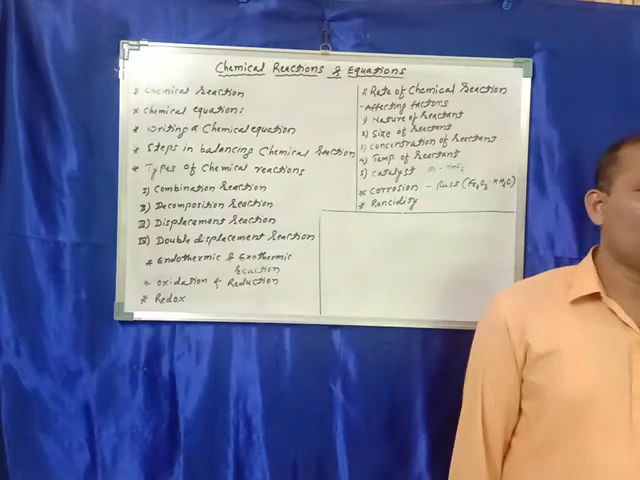 Chemical Reactions & Equations
* Chemical Reaction
* Chemical equations
* Writing a Chemical equation
* Steps in balancing Chemical Reaction
* Types of Chemical reactions
I) Combination Reaction
II) Decomposition Reaction
III) Displacement Reaction
IV) Double displacement Reaction
* Endothermic & Exothermic
Reaction
* Oxidation & Reduction
* Redox
* Rate of Chemical Reaction
- Affecting factors
1) Nature of Reactant
2) Size of Reactant
3) Concentration of Reactant
4) Temp. of Reactant
5) Catalyst
* Corrosion - Rust (Fe2O3 xH2O)
* Rancidity